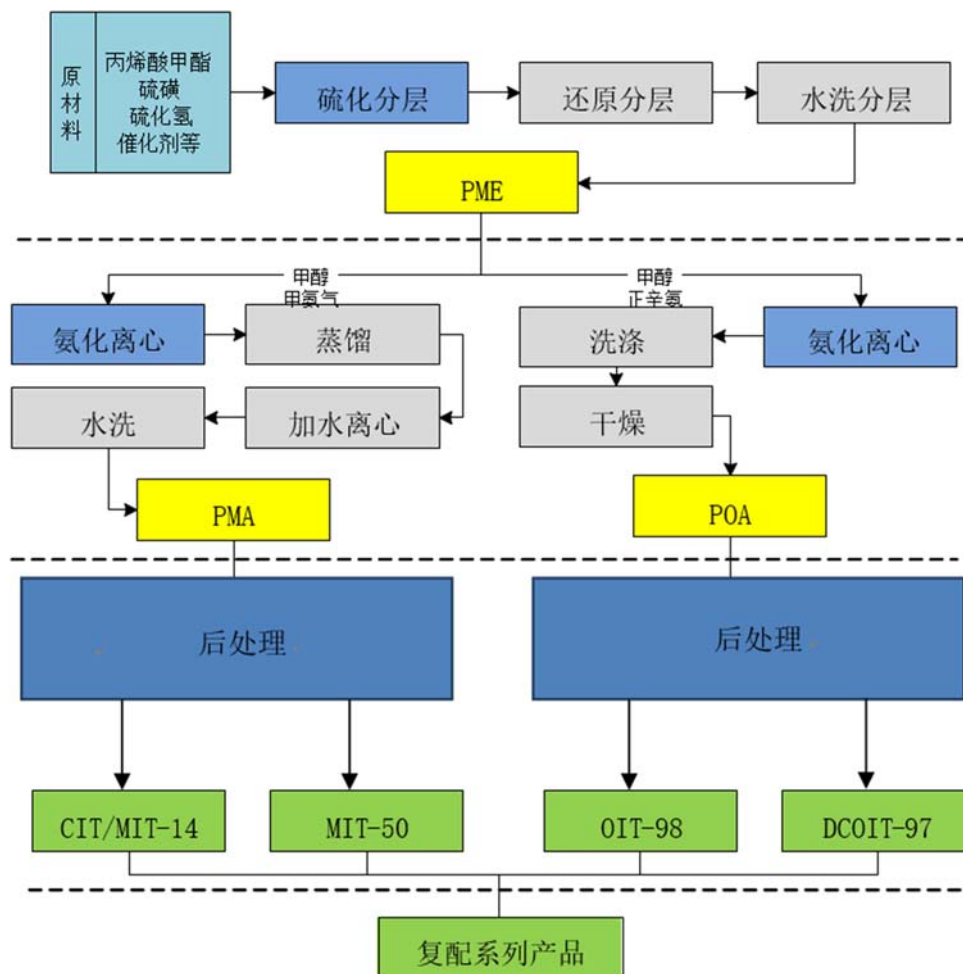 原材料
丙烯酸甲酯
硫磺
硫化氢
催化剂等
硫化分层
还原分层
水洗分层
PME
甲醇
甲氨气
甲醇
正辛氨
氨化离心
蒸馏
洗涤
氨化离心
水洗
加水离心
干燥
PMA
POA
后处理
后处理
CIT/MIT-14
MIT-50
OIT-98
DCOIT-97
复配系列产品